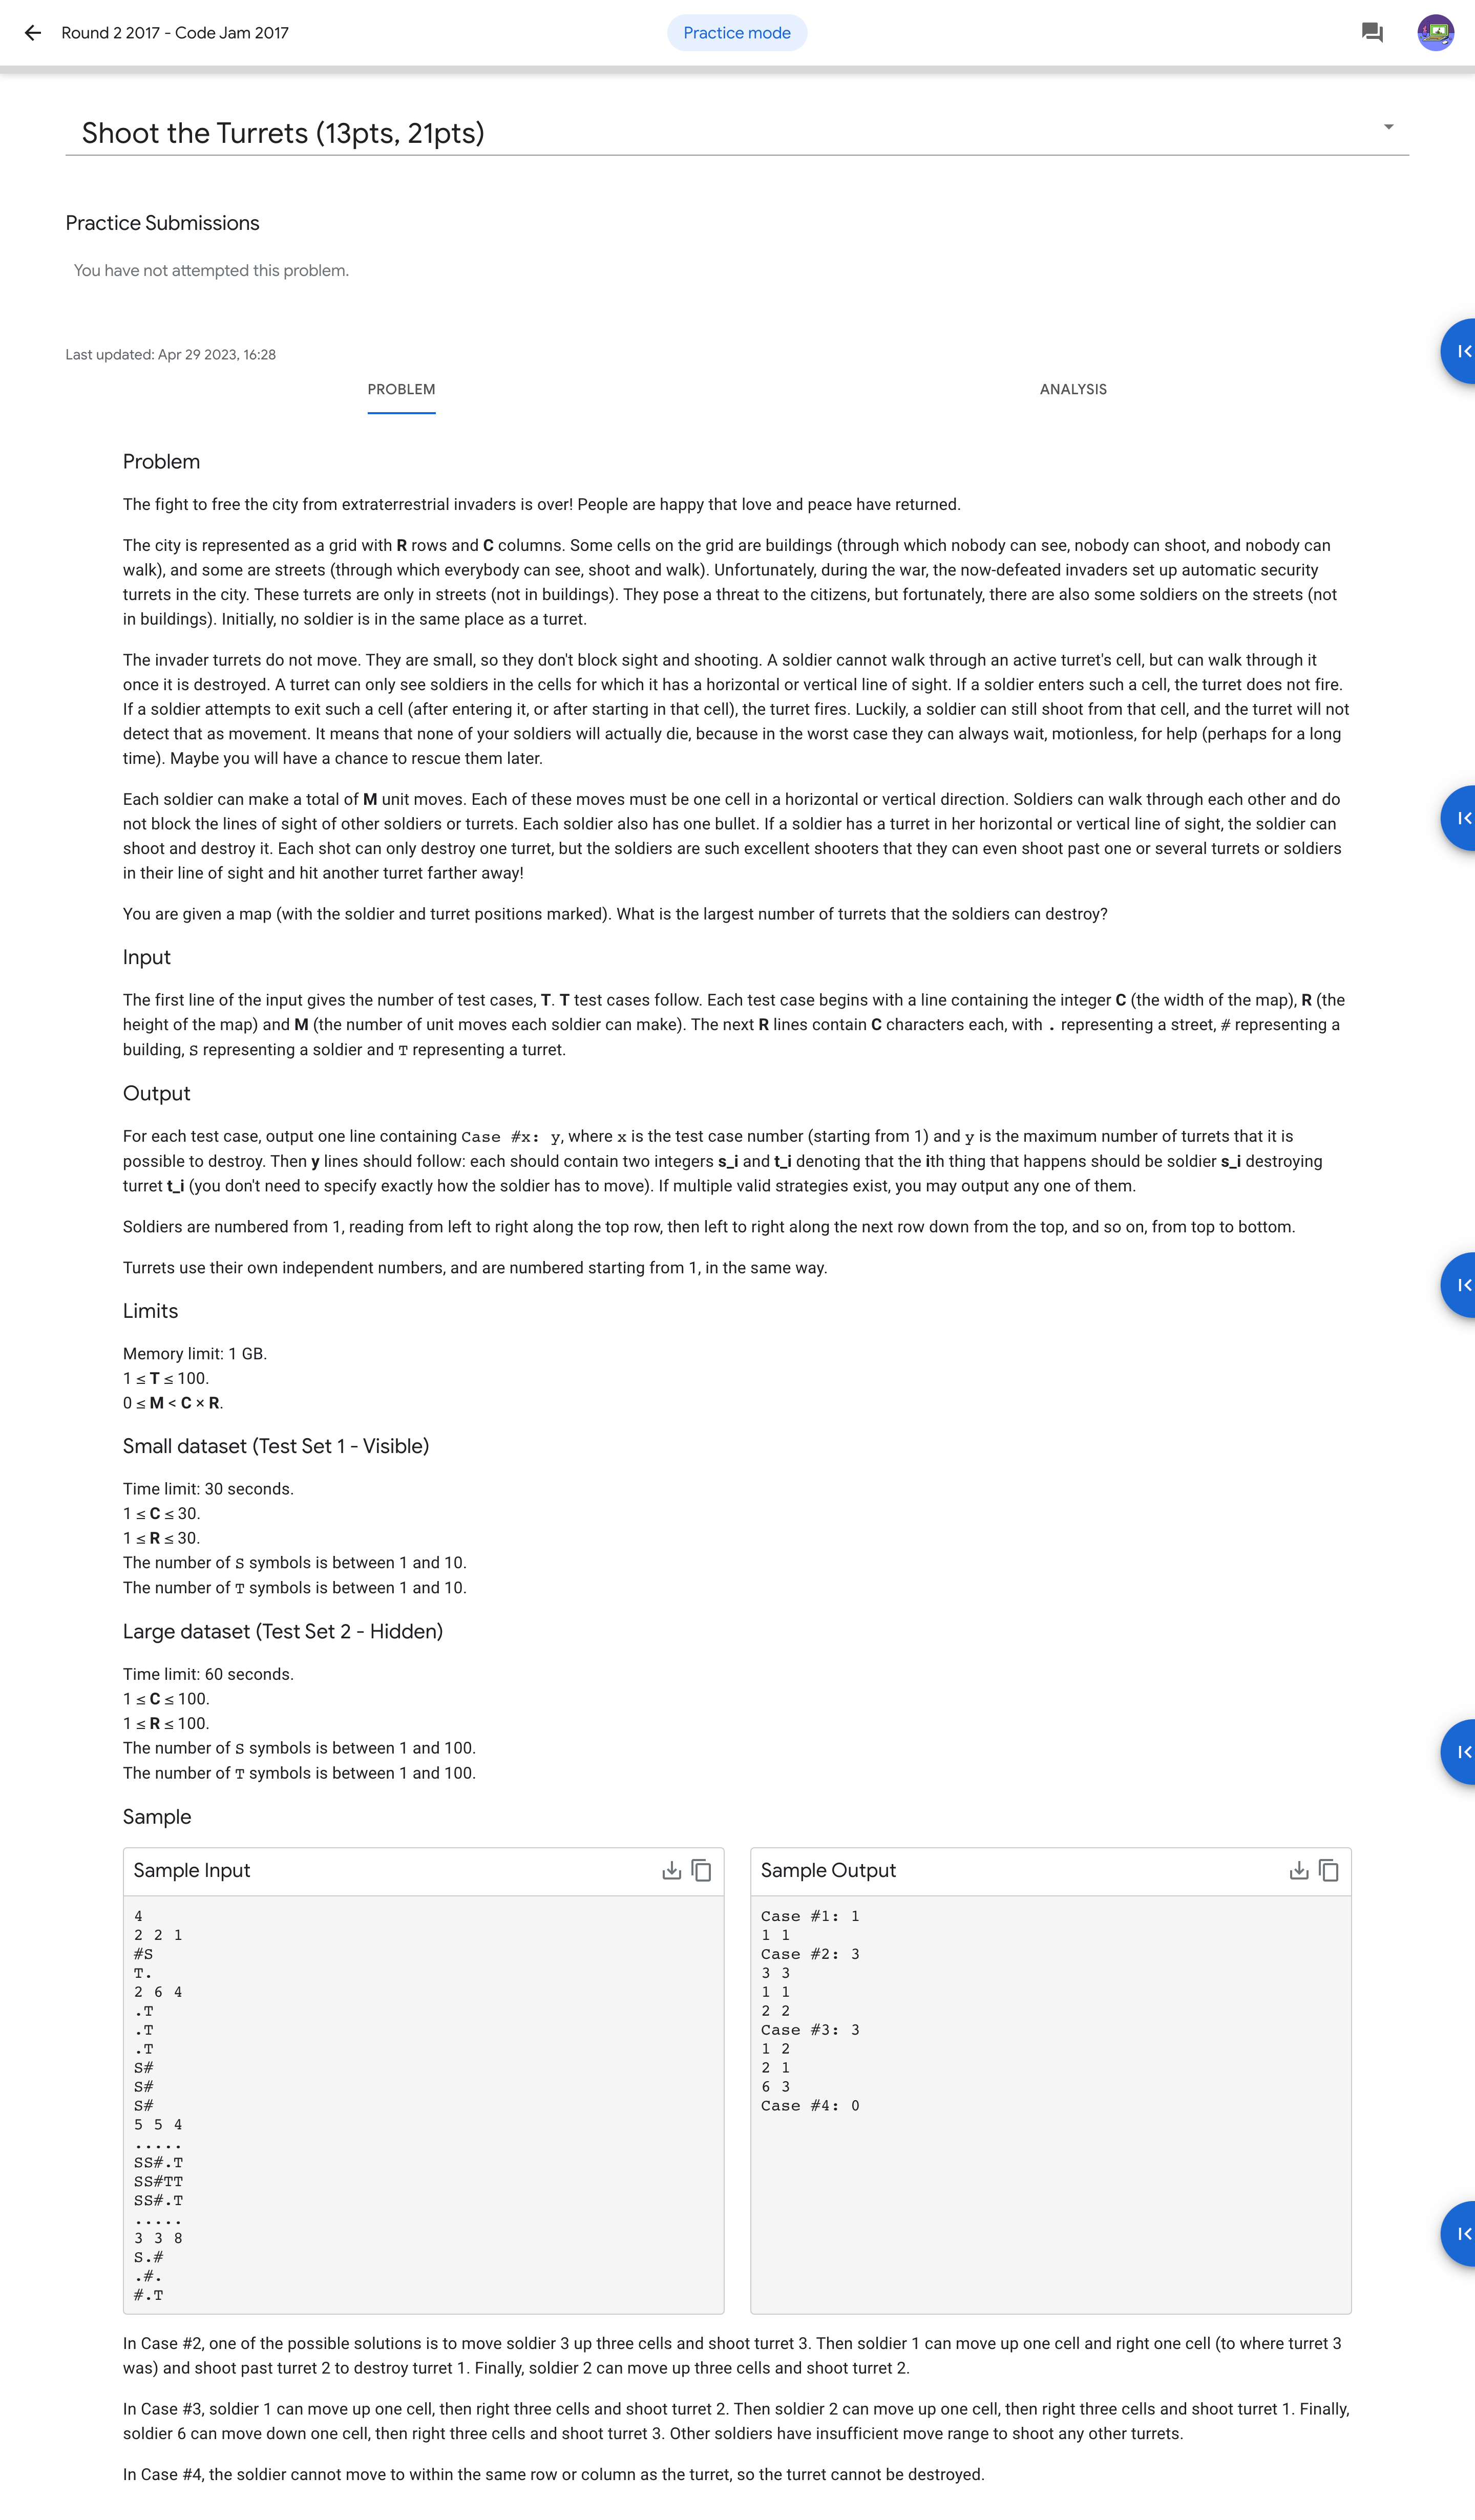 Round 2 2017 - Code Jam 2017
Practice mode
Shoot the Turrets (13pts, 21pts)
Practice Submissions
You have not attempted this problem.
Last updated: Apr 29 2023, 16:28
PROBLEM
ANALYSIS
Problem
The fight to free the city from extraterrestrial invaders is over! People are happy that love and peace have returned.
The city is represented as a grid with R rows and C columns. Some cells on the grid are buildings (through which nobody can see, nobody can shoot, and nobody can
walk), and some are streets (through which everybody can see, shoot and walk). Unfortunately, during the war, the now-defeated invaders set up automatic security
turrets in the city. These turrets are only in streets (not in buildings). They pose a threat to the citizens, but fortunately, there are also some soldiers on the streets (not
in buildings). Initially, no soldier is in the same place as a turret.
The invader turrets do not move. They are small, so they don't block sight and shooting. A soldier cannot walk through an active turret's cell, but can walk through it
once it is destroyed. A turret can only see soldiers in the cells for which it has a horizontal or vertical line of sight. If a soldier enters such a cell, the turret does not fire.
If a soldier attempts to exit such a cell (after entering it, or after starting in that cell), the turret fires. Luckily, a soldier can still shoot from that cell, and the turret will not
detect that as movement. It means that none of your soldiers will actually die, because in the worst case they can always wait, motionless, for help (perhaps for a long
time). Maybe you will have a chance to rescue them later.
Each soldier can make a total of M unit moves. Each of these moves must be one cell in a horizontal or vertical direction. Soldiers can walk through each other and do
not block the lines of sight of other soldiers or turrets. Each soldier also has one bullet. If a soldier has a turret in her horizontal or vertical line of sight, the soldier can
shoot and destroy it. Each shot can only destroy one turret, but the soldiers are such excellent shooters that they can even shoot past one or several turrets or soldiers
in their line of sight and hit another turret farther away!
You are given a map (with the soldier and turret positions marked). What is the largest number of turrets that the soldiers can destroy?
Input
The first line of the input gives the number of test cases, T. T test cases follow. Each test case begins with a line containing the integer C (the width of the map), R (the
height of the map) and M (the number of unit moves each soldier can make). The next R lines contain C characters each, with . representing a street, # representing a
building, S representing a soldier and T representing a turret.
Output
For each test case, output one line containing Case #x: y, where x is the test case number (starting from 1) and y is the maximum number of turrets that it is
possible to destroy. Then y lines should follow: each should contain two integers s_i and t_i denoting that the ith thing that happens should be soldier s_i destroying
turret t_i (you don't need to specify exactly how the soldier has to move). If multiple valid strategies exist, you may output any one of them.
Soldiers are numbered from 1, reading from left to right along the top row, then left to right along the next row down from the top, and so on, from top to bottom.
Turrets use their own independent numbers, and are numbered starting from 1, in the same way.
Limits
Memory limit: 1 GB.
1 ≤ T ≤ 100.
0 ≤ M < C × R.
Small dataset (Test Set 1 - Visible)
Time limit: 30 seconds.
1 ≤ C ≤ 30.
1 ≤ R ≤ 30.
The number of S symbols is between 1 and 10.
The number of T symbols is between 1 and 10.
Large dataset (Test Set 2 - Hidden)
Time limit: 60 seconds.
1 ≤ C ≤ 100.
1 ≤ R ≤ 100.
The number of S symbols is between 1 and 100.
The number of T symbols is between 1 and 100.
Sample
Sample Input
4
2 2 1
#S
T.
2 6 4
.T
.T
.T
S#
S#
S#
5 5 4
.....
SS#.T
SS#TT
SS#.T
.....
3 3 8
S.#
.#.
#.T
Sample Output
Case #1: 1
1 1
Case #2: 3
3 3
1 1
2 2
Case #3: 3
1 2
2 1
6 3
Case #4: 0
In Case #2, one of the possible solutions is to move soldier 3 up three cells and shoot turret 3. Then soldier 1 can move up one cell and right one cell (to where turret 3
was) and shoot past turret 2 to destroy turret 1. Finally, soldier 2 can move up three cells and shoot turret 2.
In Case #3, soldier 1 can move up one cell, then right three cells and shoot turret 2. Then soldier 2 can move up one cell, then right three cells and shoot turret 1. Finally,
soldier 6 can move down one cell, then right three cells and shoot turret 3. Other soldiers have insufficient move range to shoot any other turrets.
In Case #4, the soldier cannot move to within the same row or column as the turret, so the turret cannot be destroyed.